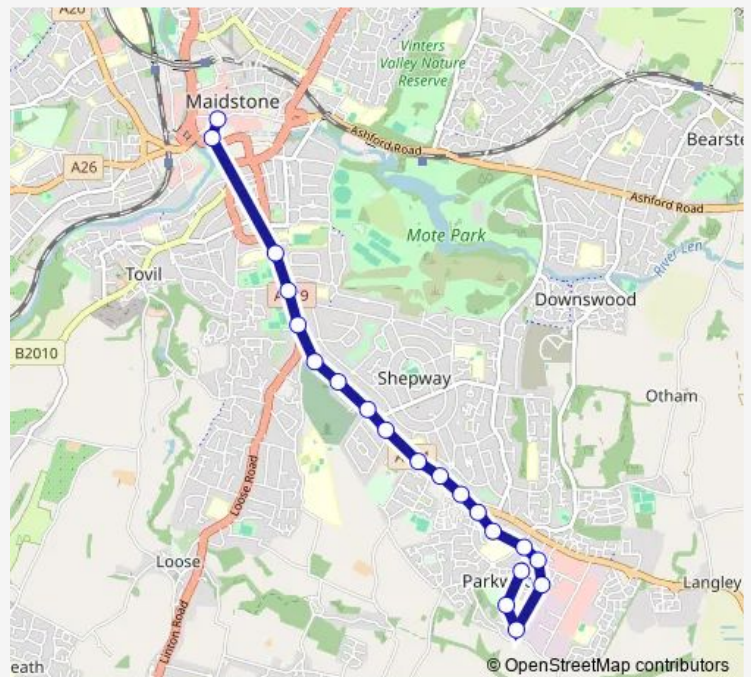 A20
Maidstone
Vinters
Valley Nature
Reserve
A26
Ashford Road
Bearste
Ashford Road
Mote Park
River Len
Tovil
Downswood
B2010
Shepway
Otham
Loose Road
Loose
Parkw
Langley
Linton Road
eath
© OpenStreetMap contributors